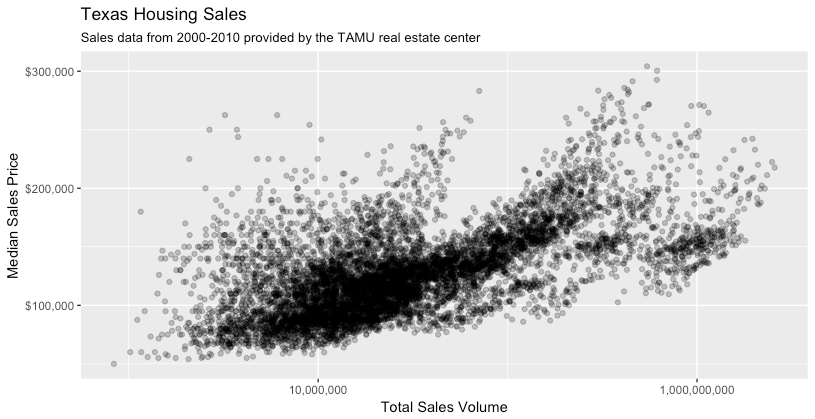 Texas Housing Sales
Sales data from 2000-2010 provided by the TAMU real estate center
$300,000
$200,000
$100,000
Median Sales Price
10,000,000
1,000,000,000
Total Sales Volume